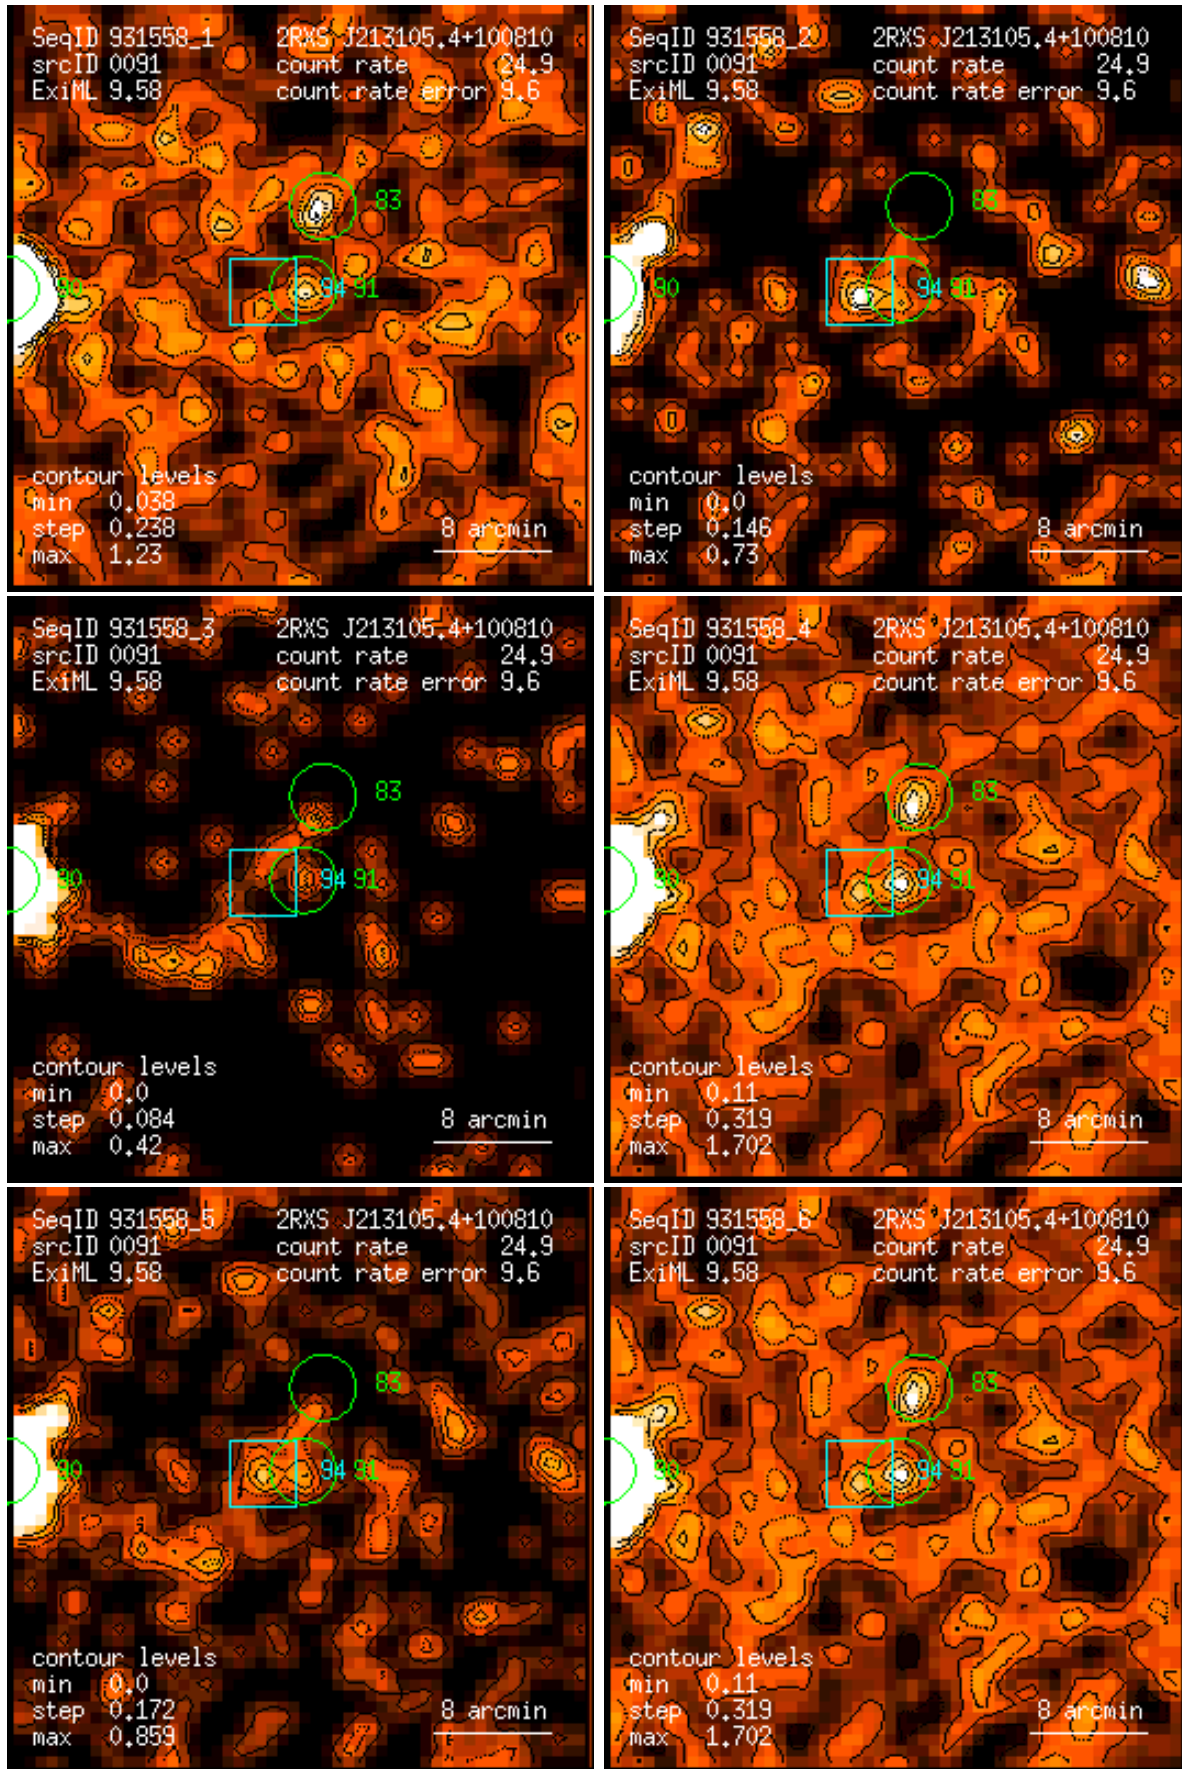 SeqID 931558_1 2RXS J213105.4+100810
srcID 0091 count rate 24.9
ExiML 9.58 count rate error 9.6
83
90 94 91
contour levels
min 0.038
step 0.238 8 arcmin
max 1.23
SeqID 931558_2 2RXS J213105.4+100810
srcID 0091 count rate 24.9
ExiML 9.58 count rate error 9.6
83
90 94 91
contour levels
min 0.0
step 0.146 8 arcmin
max 0.73
SeqID 931558_3 2RXS J213105.4+100810
srcID 0091 count rate 24.9
ExiML 9.58 count rate error 9.6
83
90 94 91
contour levels
min 0.0
step 0.084 8 arcmin
max 0.42
SeqID 931558_4 2RXS J213105.4+100810
srcID 0091 count rate 24.9
ExiML 9.58 count rate error 9.6
83
90 94 91
contour levels
min 0.11
step 0.319 8 arcmin
max 1.702
SeqID 931558_5 2RXS J213105.4+100810
srcID 0091 count rate 24.9
ExiML 9.58 count rate error 9.6
83
90 94 91
contour levels
min 0.0
step 0.172 8 arcmin
max 0.859
SeqID 931558_6 2RXS J213105.4+100810
srcID 0091 count rate 24.9
ExiML 9.58 count rate error 9.6
83
90 94 91
contour levels
min 0.11
step 0.319 8 arcmin
max 1.702